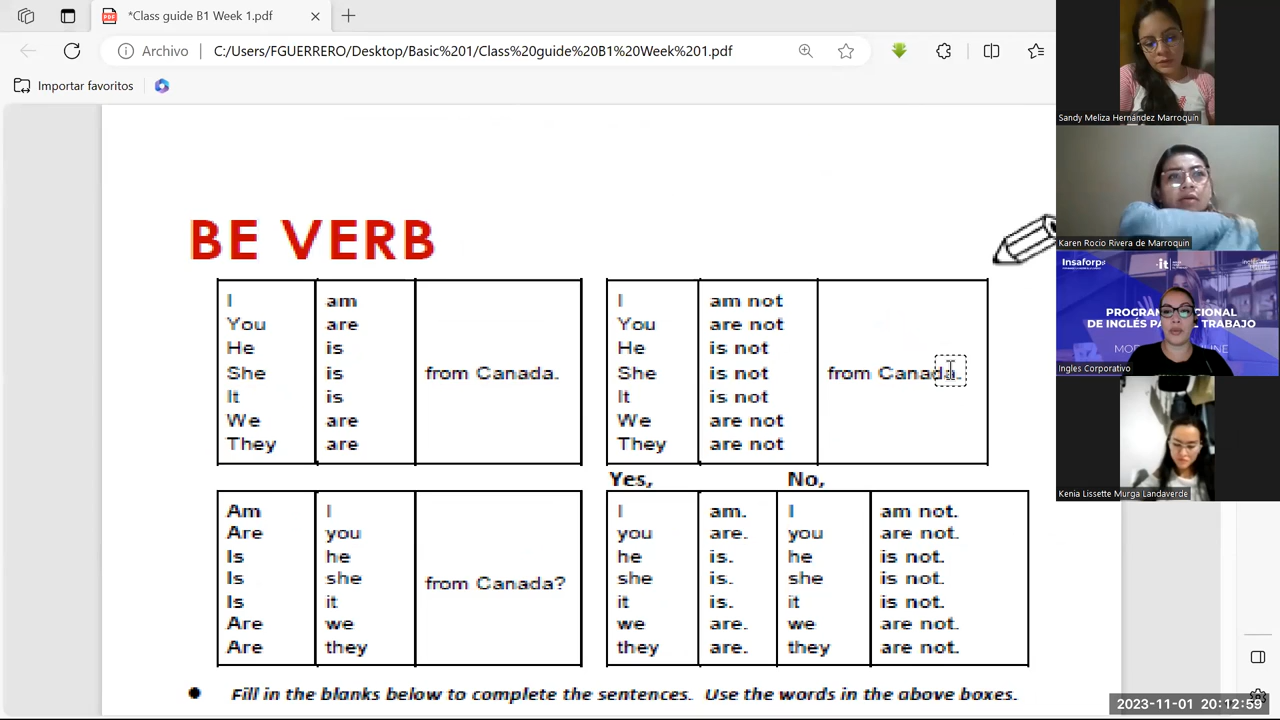 *Class guide B1 Week 1.pdf
Archivo C:/Users/FGUERRERO/Desktop/Basic%201/Class%20guide%20B1%20Week%201.pdf
Importar favoritos
BE VERB
I am
You are
He is
She is from Canada.
It is
We are
They are
I am not
You are not
He is not
She is not from Canada.
It is not
We are not
They are not
Yes, No,
Am I
Are you
Is he
Is she from Canada?
Is it
Are we
Are they
I am. I am not.
you are. you are not.
he is. he is not.
she is. she is not.
it is. it is not.
we are. we are not.
they are. they are not.
Fill in the blanks below to complete the sentences. Use the words in the above boxes.
Sandy Meliza Hernández Marroquín
Karen Rocio Rivera de Marroquin
Insaforp
PROGRAMA NACIONAL
DE INGLÉS PARA EL TRABAJO
Ingles Corporativo
Kenia Lissette Murga Landaverde
2023-11-01 20:12:59